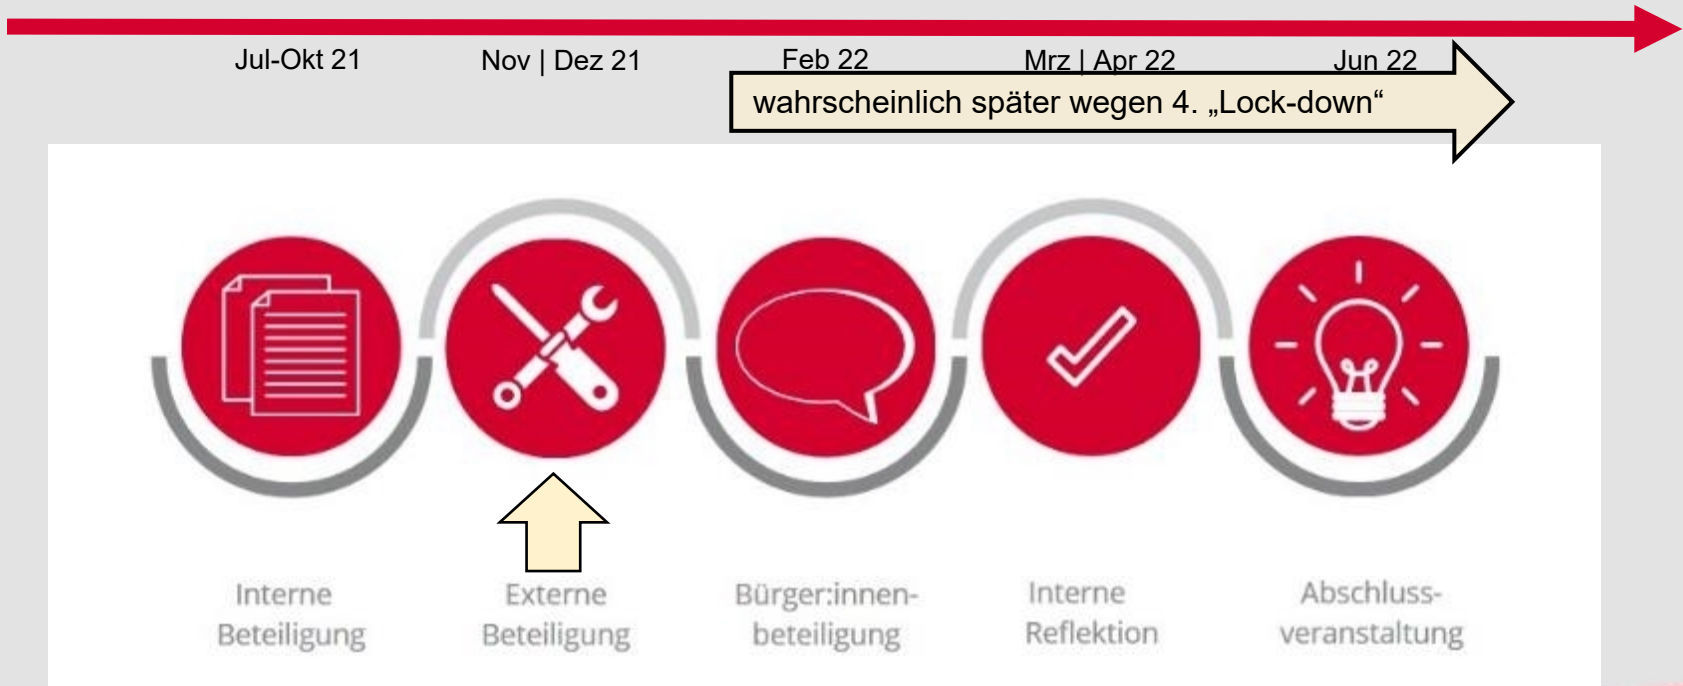 Jul-Okt 21
Nov | Dez 21
Feb 22
Mrz | Apr 22
Jun 22
wahrscheinlich später wegen 4. „Lock-down“
Interne
Beteiligung
Externe
Beteiligung
Bürger:innen-
beteiligung
Interne
Reflektion
Abschluss-
veranstaltung